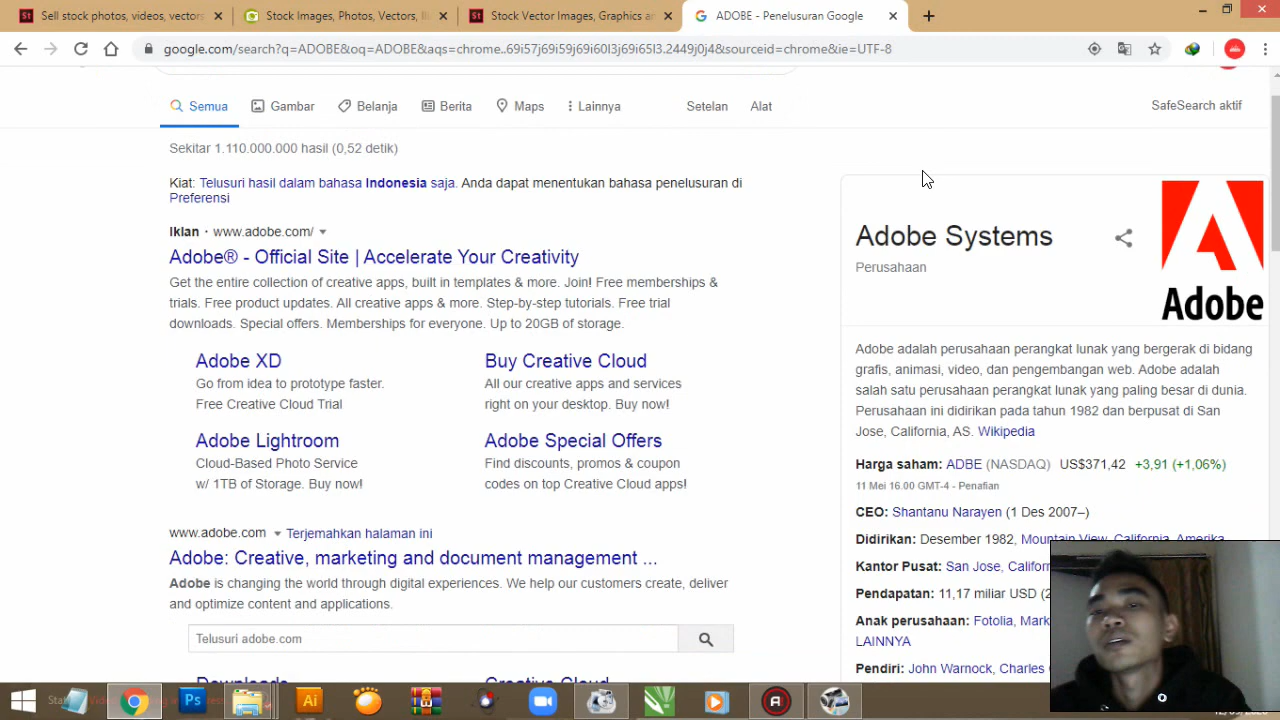 Sell stock photos, videos, vectors
Stock Images, Photos, Vectors, Ill
Stock Vector Images, Graphics an
ADOBE - Penelusuran Google
google.com/search?q=ADOBE&oq=ADOBE&aqs=chrome..69i57j69i59j69i60l3j69i65l3.2449j0j4&sourceid=chrome&ie=UTF-8
Semua
Gambar
Belanja
Berita
Maps
Lainnya
Setelan
Alat
SafeSearch aktif
Sekitar 1.110.000.000 hasil (0,52 detik)
Kiat: Telusuri hasil dalam bahasa Indonesia saja. Anda dapat menentukan bahasa penelusuran di
Preferensi
Iklan · www.adobe.com/
Adobe® - Official Site | Accelerate Your Creativity
Get the entire collection of creative apps, built in templates & more. Join! Free memberships &
trials. Free product updates. All creative apps & more. Step-by-step tutorials. Free trial
downloads. Special offers. Memberships for everyone. Up to 20GB of storage.
Adobe XD
Go from idea to prototype faster.
Free Creative Cloud Trial
Buy Creative Cloud
All our creative apps and services
right on your desktop. Buy now!
Adobe Lightroom
Cloud-Based Photo Service
w/ 1TB of Storage. Buy now!
Adobe Special Offers
Find discounts, promo & coupon
codes on top Creative Cloud apps!
www.adobe.com
Terjemahkan halaman ini
Adobe: Creative, marketing and document management ...
Adobe is changing the world through digital experiences. We help our customers create, deliver
and optimize content and applications.
Telusuri adobe.com
Downloads
Creative Cloud
Adobe Systems
Perusahaan
Adobe
Adobe adalah perusahaan perangkat lunak yang bergerak di bidang
grafis, animasi, video, dan pengembangan web. Adobe adalah
salah satu perusahaan perangkat lunak yang paling besar di dunia.
Perusahaan ini didirikan pada tahun 1982 dan berpusat di San
Jose, California, AS. Wikipedia
Harga saham: ADBE (NASDAQ) US$371,42 +3,91 (+1,06%)
11 Mei 16.00 GMT-4 - Penafian
CEO: Shantanu Narayen (1 Des 2007–)
Didirikan: Desember 1982, Mountain View, California, Amerika
Kantor Pusat: San Jose, Californ
Pendapatan: 11,17 miliar USD (2
Anak perusahaan: Fotolia, Mark
LAINNYA
Pendiri: John Warnock, Charles
Ps
Ai